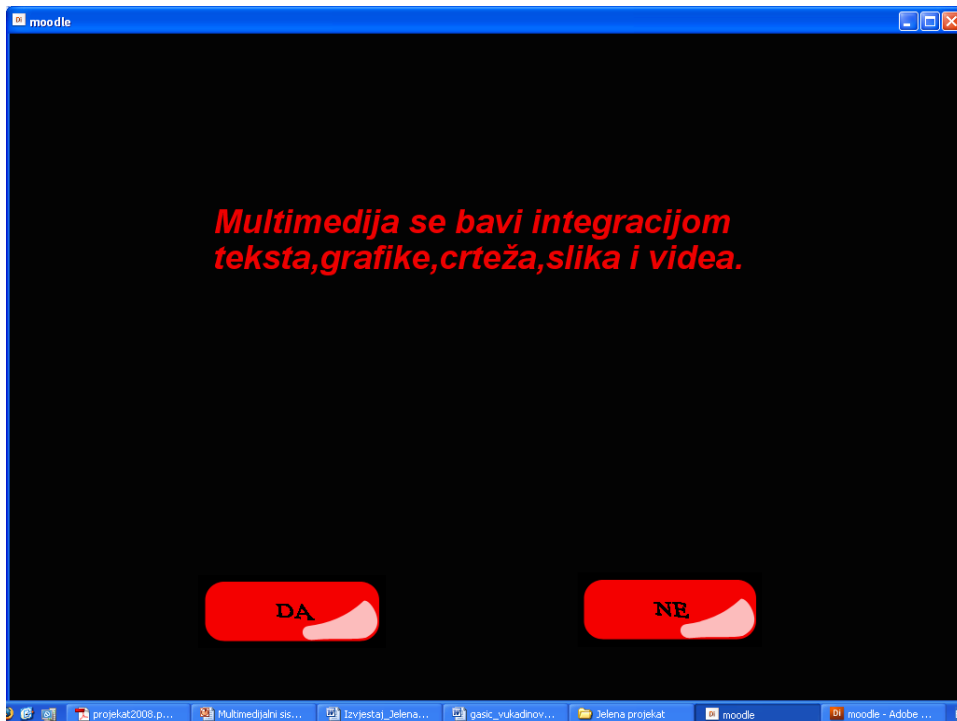 moodle
Multimedija se bavi integracijom
teksta,grafike,crteža,slika i videa.
DA
NE
projekat2008.p...
Multimedijalni sis...
Izvjestaj_Jelena...
gasic_vukadinov...
Jelena projekat
moodle
moodle - Adobe ...